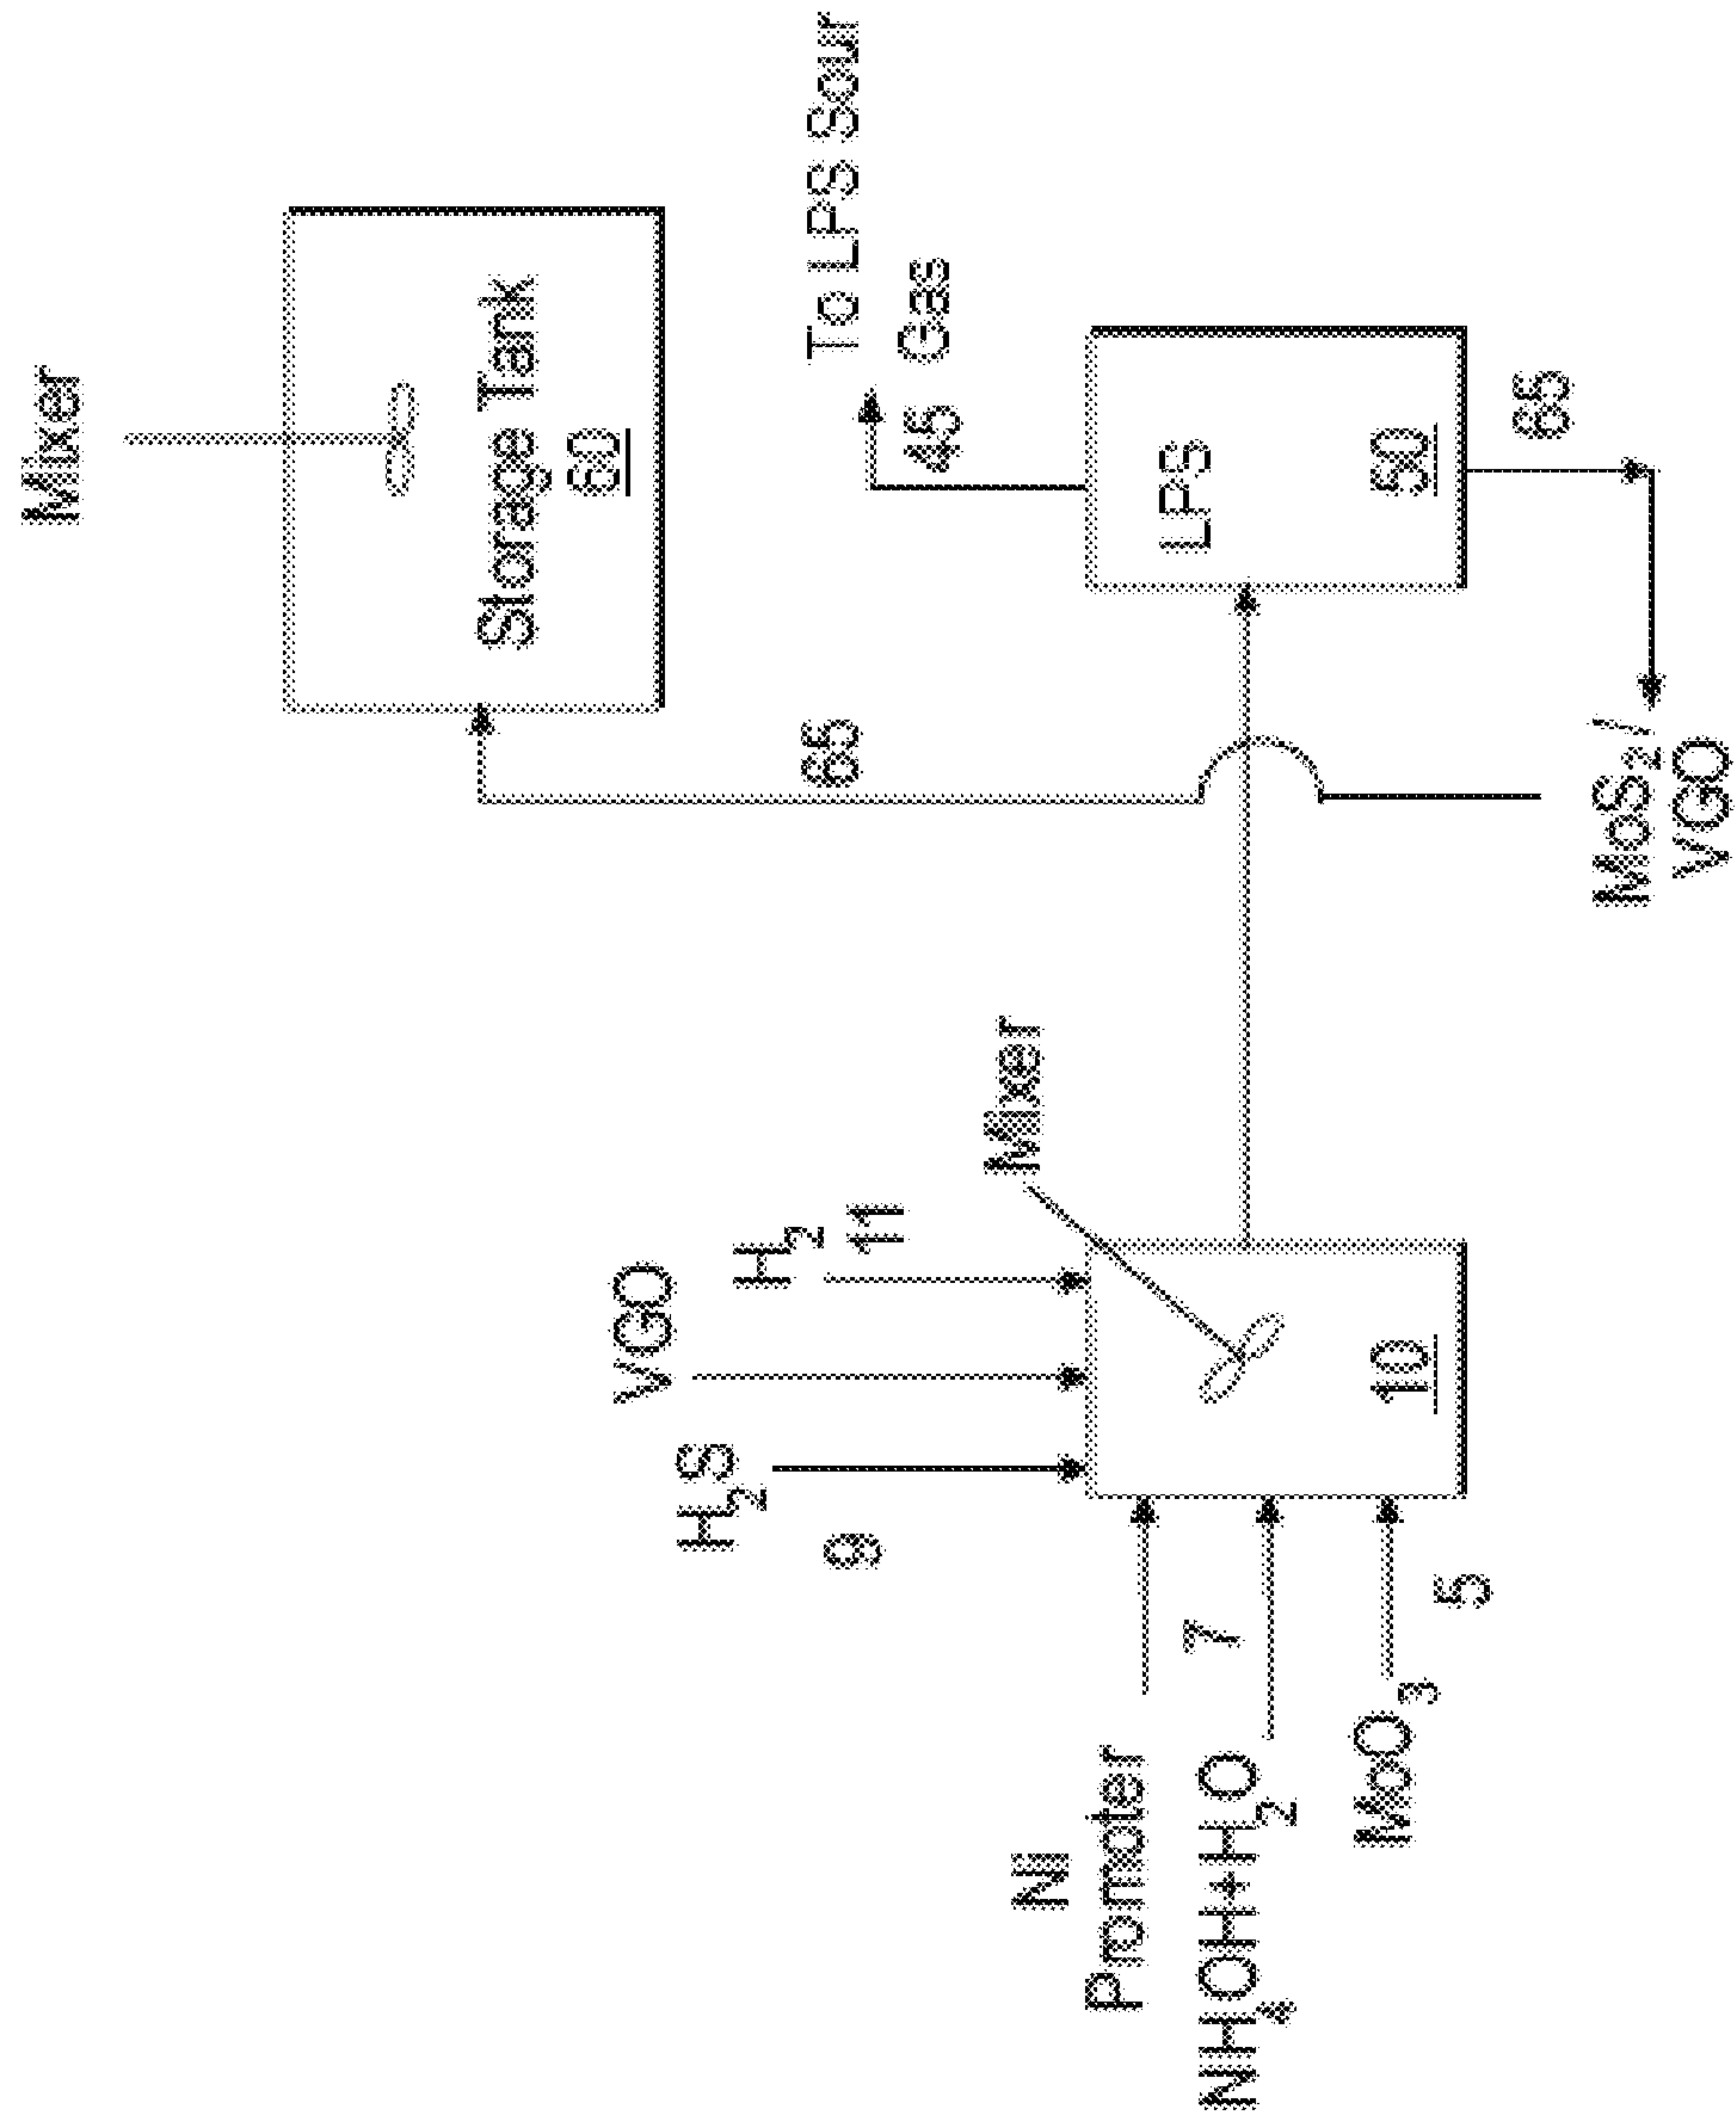 Mixer
Storage Tank
60
VGO
H₂S
H₂
9
11
65
To LPS Sour
Gas
45
Mixer
Ni
Promoter
7
NH₄OH+H₂O
LPS
MoO₃
5
10
50
65
MoS₂/
VGO